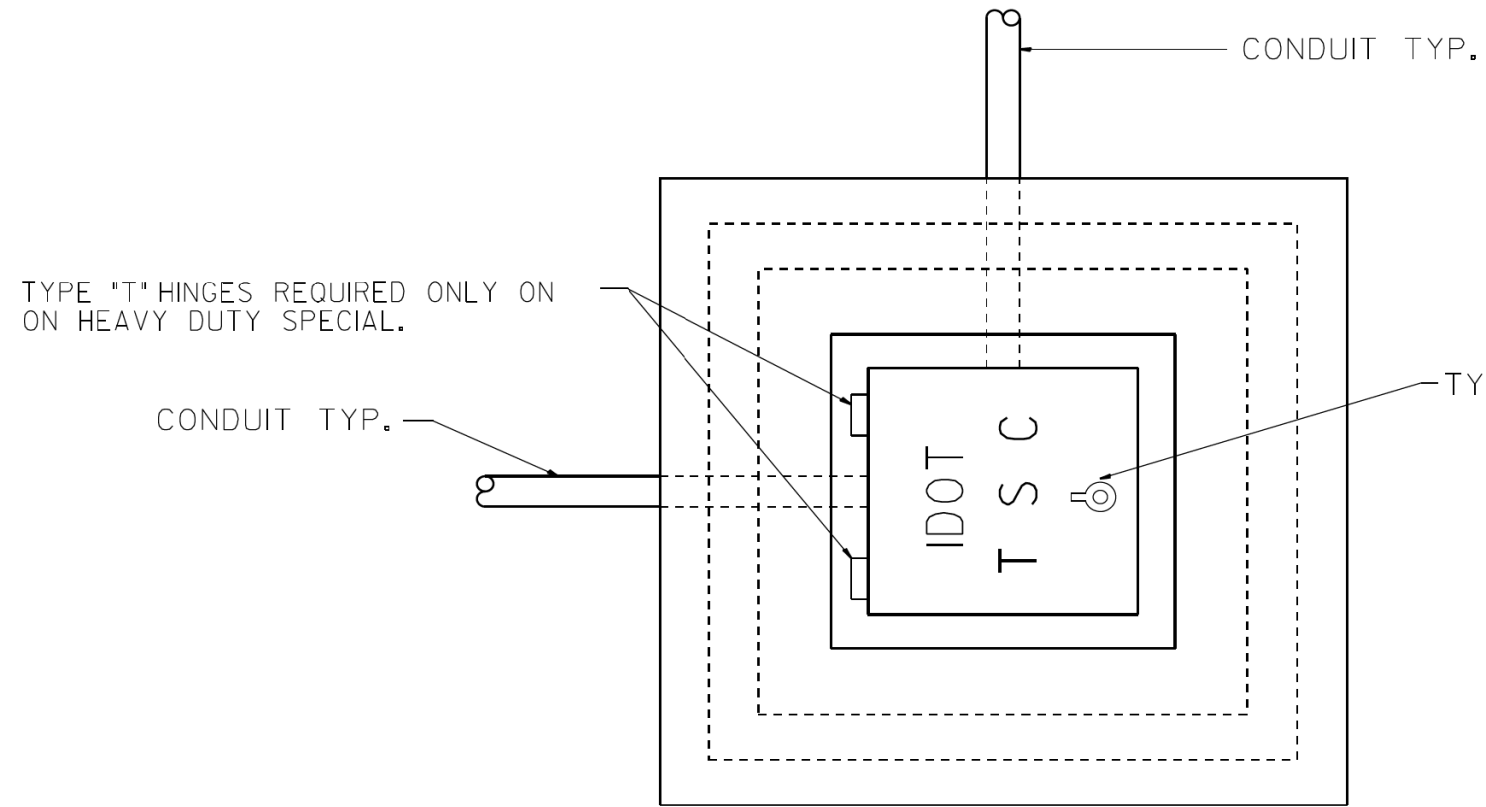 CONDUIT TYP.
TYPE "T" HINGES REQUIRED ONLY ON
ON HEAVY DUTY SPECIAL.
CONDUIT TYP.
TY
IDOT
T S C